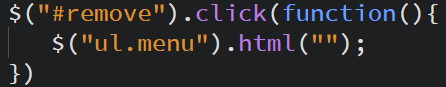 $("#remove").click(function(){
    $("ul.menu").html("");
})